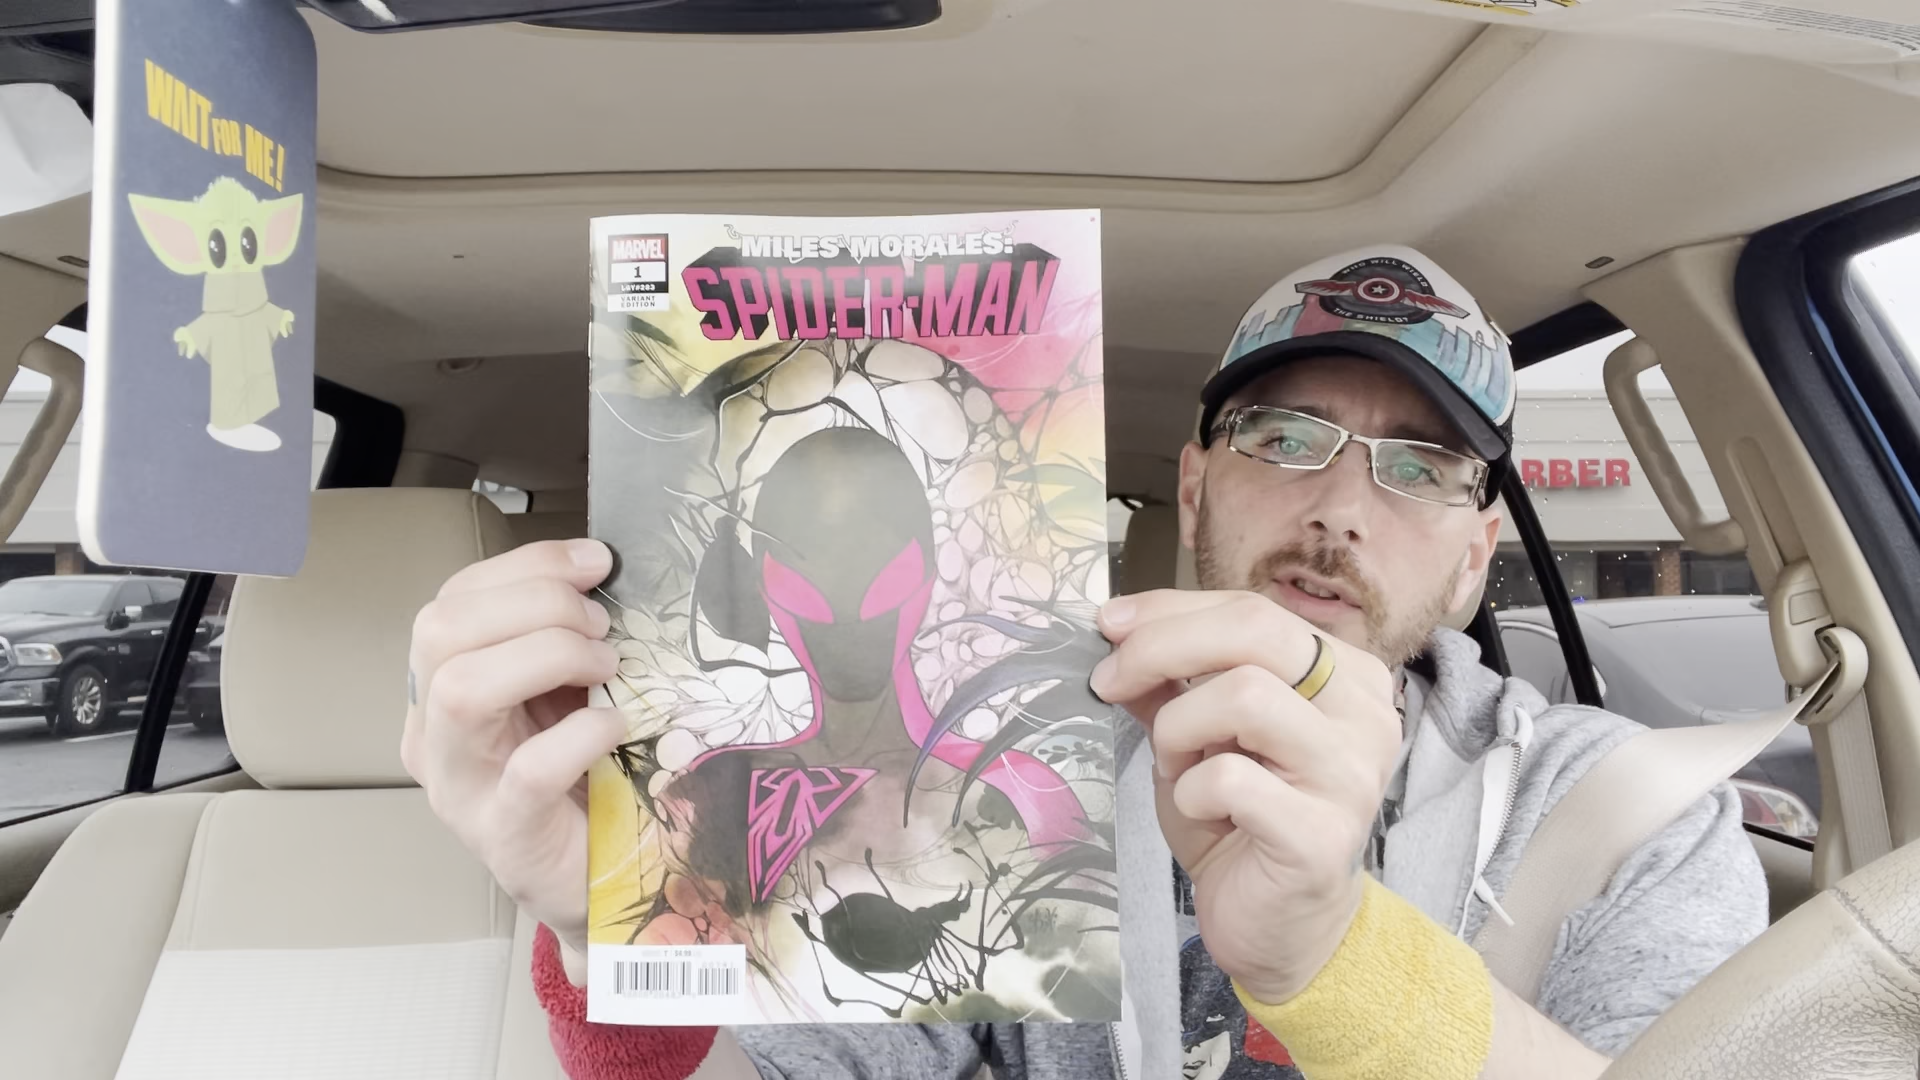 WAIT FOR ME!
MARVEL
1
LGY#283
VARIANT
EDITION
MILES MORALES:
SPIDER-MAN
WHO WILL WIELD
THE SHIELD?
RBER